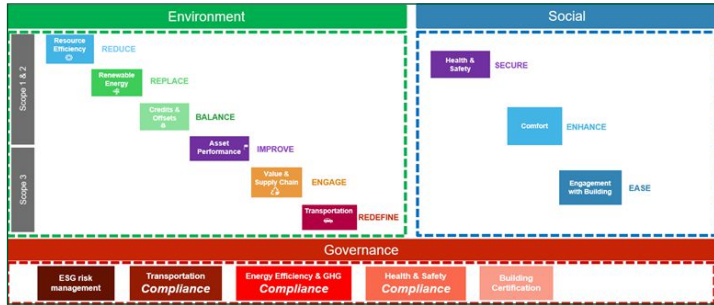 Environment
Social
Scope 1 & 2
Scope 3
Resource
Efficiency
REDUCE
Renewable
Energy
REPLACE
Credits &
Offsets
BALANCE
Asset
Performance
IMPROVE
Value &
Supply Chain
ENGAGE
Transportation
REDEFINE
Health &
Safety
SECURE
Comfort
ENHANCE
Engagement
with Building
EASE
Governance
ESG risk
management
Transportation
Compliance
Energy Efficiency & GHG
Compliance
Health & Safety
Compliance
Building
Certification